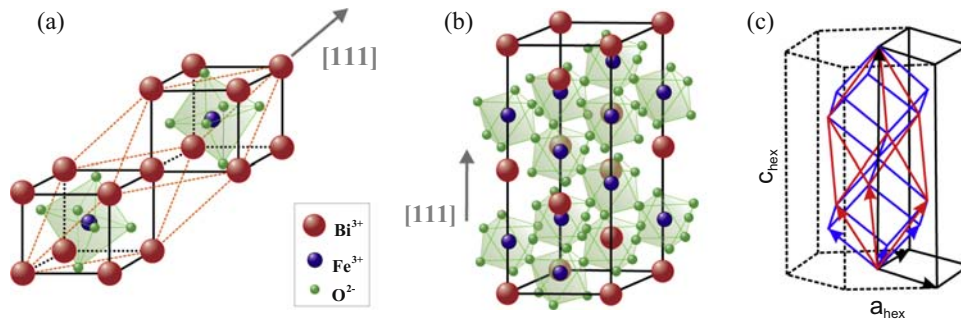 (a)
[111]
Bi3+
Fe3+
O2-
(b)
[111]
(c)
Chex
ahex